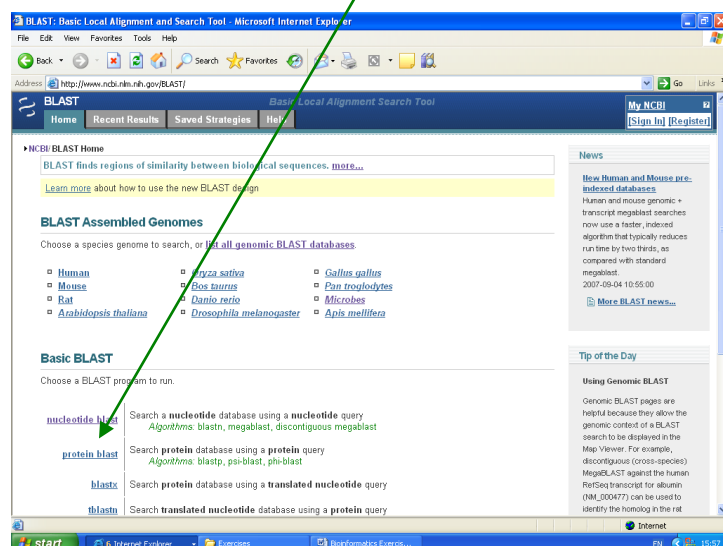 BLAST: Basic Local Alignment and Search Tool - Microsoft Internet Explorer
File Edit View Favorites Tools Help
Back Search Favorites
Address http://www.ncbi.nlm.nih.gov/BLAST/ Go Links
BLAST Basic Local Alignment Search Tool
Home Recent Results Saved Strategies Help
My NCBI
[Sign In] [Register]
NCBI/ BLAST Home
BLAST finds regions of similarity between biological sequences. more...
Learn more about how to use the new BLAST design
BLAST Assembled Genomes
Choose a species genome to search, or list all genomic BLAST databases.
Human
Mouse
Rat
Arabidopsis thaliana
Oryza sativa
Bos taurus
Danio rerio
Drosophila melanogaster
Gallus gallus
Pan troglodytes
Microbes
Apis mellifera
Basic BLAST
Choose a BLAST program to run.
nucleotide blast Search a nucleotide database using a nucleotide query
Algorithms: blastn, megablast, discontiguous megablast
protein blast Search protein database using a protein query
Algorithms: blastp, psi-blast, phi-blast
blastx Search protein database using a translated nucleotide query
tblastn Search translated nucleotide database using a protein query
News
New Human and Mouse pre-
indexed databases
Human and mouse genomic +
transcript megablast searches
now use a faster, indexed
algorithm that typically reduces
run time by two thirds, as
compared with standard
megablast.
2007-09-04 10:55:00
More BLAST news...
Tip of the Day
Using Genomic BLAST
Genomic BLAST pages are
helpful because they allow the
genomic context of a BLAST
search to be displayed in the
Map Viewer. For example,
discontiguous (cross-species)
MegaBLAST against the human
RefSeq transcript for albumin
(NM_000477) can be used to
identify the homolog in the rat
Internet
start 6 Internet Explorer Exercises Bioinformatics Exercis... EN 15:57